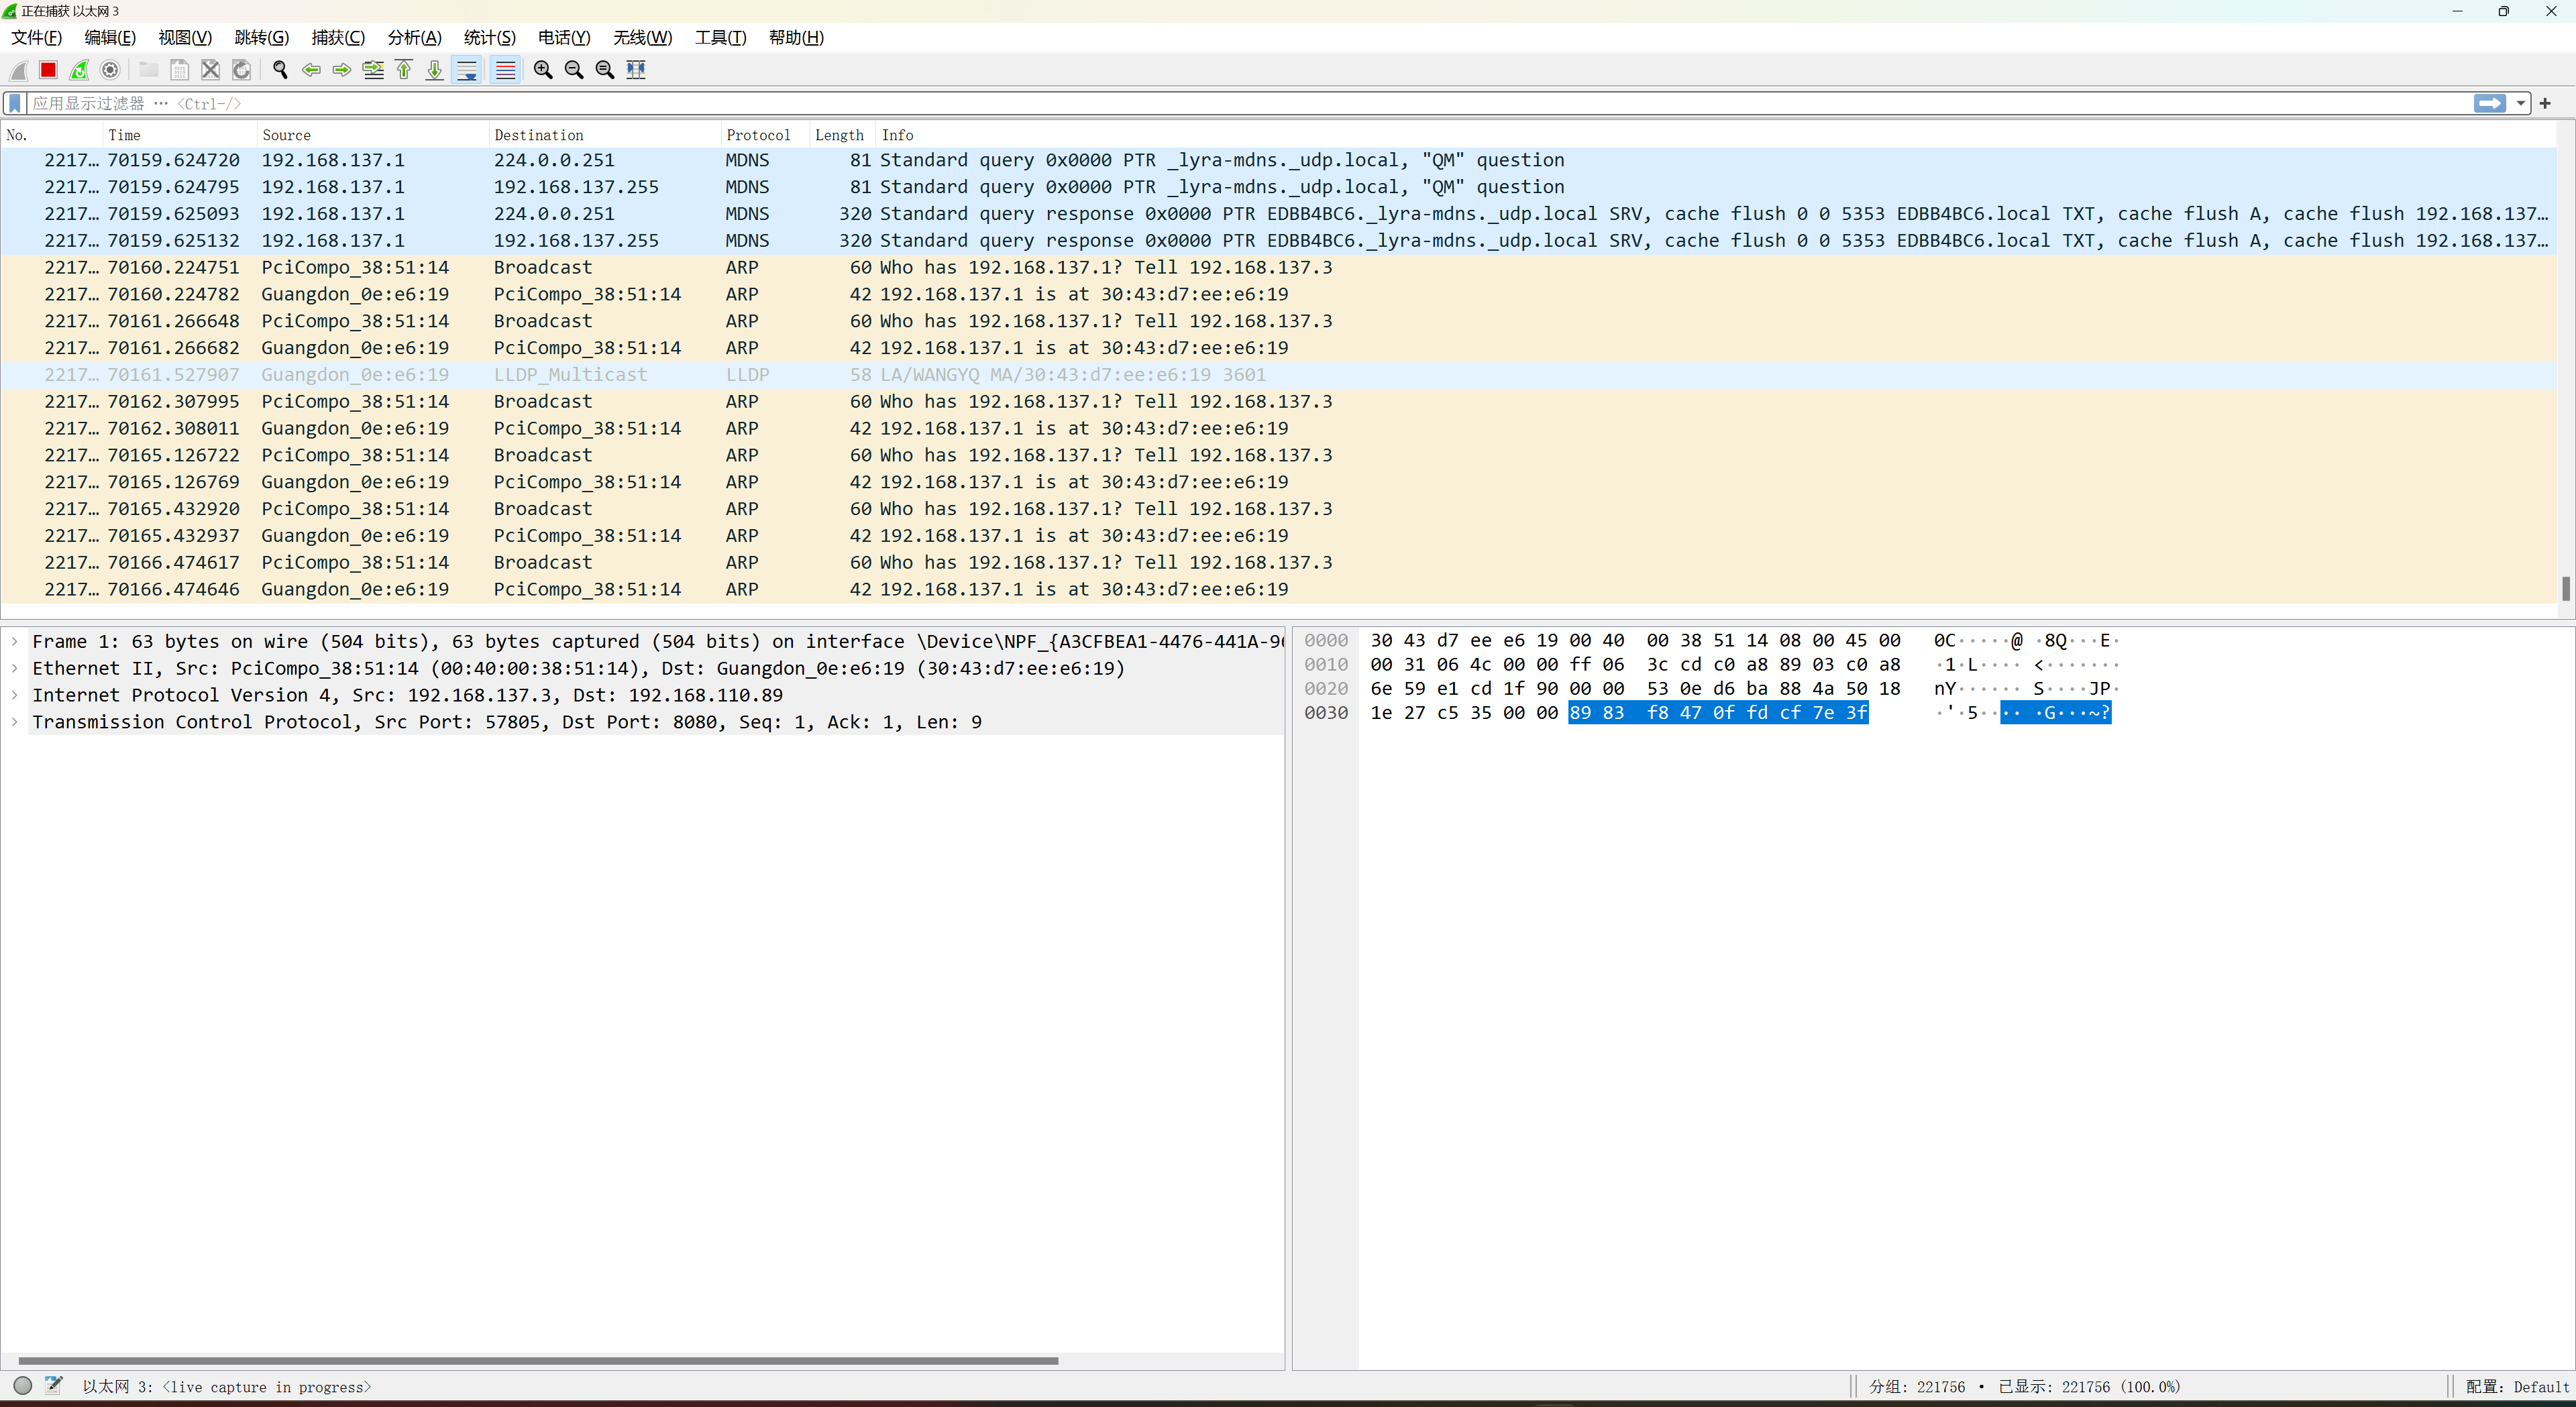 正在捕获 以太网 3
文件(F) 编辑(E) 视图(V) 跳转(G) 捕获(C) 分析(A) 统计(S) 电话(Y) 无线(W) 工具(T) 帮助(H)
应用显示过滤器 … <Ctrl-/>
No. Time Source Destination Protocol Length Info
2217… 70159.624720 192.168.137.1 224.0.0.251 MDNS 81 Standard query 0x0000 PTR _lyra-mdns._udp.local, "QM" question
2217… 70159.624795 192.168.137.1 192.168.137.255 MDNS 81 Standard query 0x0000 PTR _lyra-mdns._udp.local, "QM" question
2217… 70159.625093 192.168.137.1 224.0.0.251 MDNS 320 Standard query response 0x0000 PTR EDBB4BC6._lyra-mdns._udp.local SRV, cache flush 0 0 5353 EDBB4BC6.local TXT, cache flush A, cache flush 192.168.137…
2217… 70159.625132 192.168.137.1 192.168.137.255 MDNS 320 Standard query response 0x0000 PTR EDBB4BC6._lyra-mdns._udp.local SRV, cache flush 0 0 5353 EDBB4BC6.local TXT, cache flush A, cache flush 192.168.137…
2217… 70160.224751 PciCompo_38:51:14 Broadcast ARP 60 Who has 192.168.137.1? Tell 192.168.137.3
2217… 70160.224782 Guangdon_0e:e6:19 PciCompo_38:51:14 ARP 42 192.168.137.1 is at 30:43:d7:ee:e6:19
2217… 70161.266648 PciCompo_38:51:14 Broadcast ARP 60 Who has 192.168.137.1? Tell 192.168.137.3
2217… 70161.266682 Guangdon_0e:e6:19 PciCompo_38:51:14 ARP 42 192.168.137.1 is at 30:43:d7:ee:e6:19
2217… 70161.527907 Guangdon_0e:e6:19 LLDP_Multicast LLDP 58 LA/WANGYQ MA/30:43:d7:ee:e6:19 3601
2217… 70162.307995 PciCompo_38:51:14 Broadcast ARP 60 Who has 192.168.137.1? Tell 192.168.137.3
2217… 70162.308011 Guangdon_0e:e6:19 PciCompo_38:51:14 ARP 42 192.168.137.1 is at 30:43:d7:ee:e6:19
2217… 70165.126722 PciCompo_38:51:14 Broadcast ARP 60 Who has 192.168.137.1? Tell 192.168.137.3
2217… 70165.126769 Guangdon_0e:e6:19 PciCompo_38:51:14 ARP 42 192.168.137.1 is at 30:43:d7:ee:e6:19
2217… 70165.432920 PciCompo_38:51:14 Broadcast ARP 60 Who has 192.168.137.1? Tell 192.168.137.3
2217… 70165.432937 Guangdon_0e:e6:19 PciCompo_38:51:14 ARP 42 192.168.137.1 is at 30:43:d7:ee:e6:19
2217… 70166.474617 PciCompo_38:51:14 Broadcast ARP 60 Who has 192.168.137.1? Tell 192.168.137.3
2217… 70166.474646 Guangdon_0e:e6:19 PciCompo_38:51:14 ARP 42 192.168.137.1 is at 30:43:d7:ee:e6:19
Frame 1: 63 bytes on wire (504 bits), 63 bytes captured (504 bits) on interface \Device\NPF_{A3CFBEA1-4476-441A-9
Ethernet II, Src: PciCompo_38:51:14 (00:40:00:38:51:14), Dst: Guangdon_0e:e6:19 (30:43:d7:ee:e6:19)
Internet Protocol Version 4, Src: 192.168.137.3, Dst: 192.168.110.89
Transmission Control Protocol, Src Port: 57805, Dst Port: 8080, Seq: 1, Ack: 1, Len: 9
0000 30 43 d7 ee e6 19 00 40 00 38 51 14 08 00 45 00 0C·····@ ·8Q···E·
0010 00 31 06 4c 00 00 ff 06 3c cd c0 a8 89 03 c0 a8 ·1·L···· <·······
0020 6e 59 e1 cd 1f 90 00 00 53 0e d6 ba 88 4a 50 18 nY······ S····JP·
0030 1e 27 c5 35 00 00 89 83 f8 47 0f fd cf 7e 3f ·'·5···· ·G···~?
以太网 3: <live capture in progress>
分组: 221756 • 已显示: 221756 (100.0%)
配置: Default